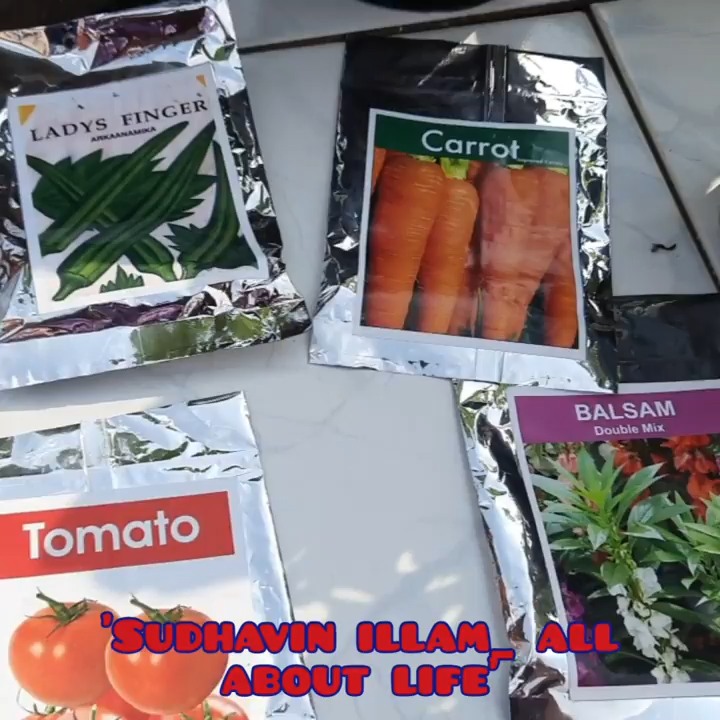 LADYS FINGER
ARKAANAMIKA
Carrot
BALSAM
Double Mix
Tomato
'SUDHAVIN ILLAM_ ALL
ABOUT LIFE'